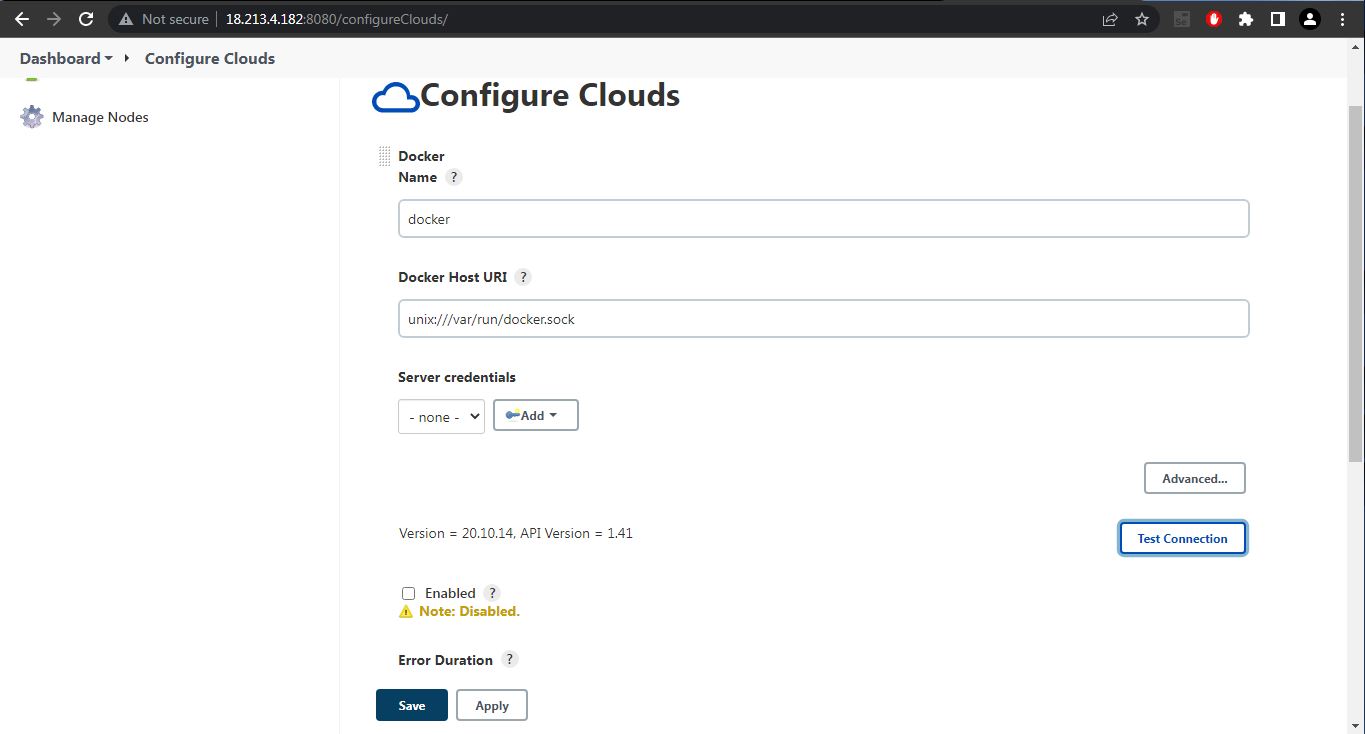 Not secure 18.213.4.182:8080/configureClouds/
Dashboard Configure Clouds
Manage Nodes
Configure Clouds
Docker
Name ?
docker
Docker Host URI ?
unix:///var/run/docker.sock
Server credentials
- none - Add
Advanced...
Version = 20.10.14, API Version = 1.41
Test Connection
Enabled ?
Note: Disabled.
Error Duration ?
Save Apply